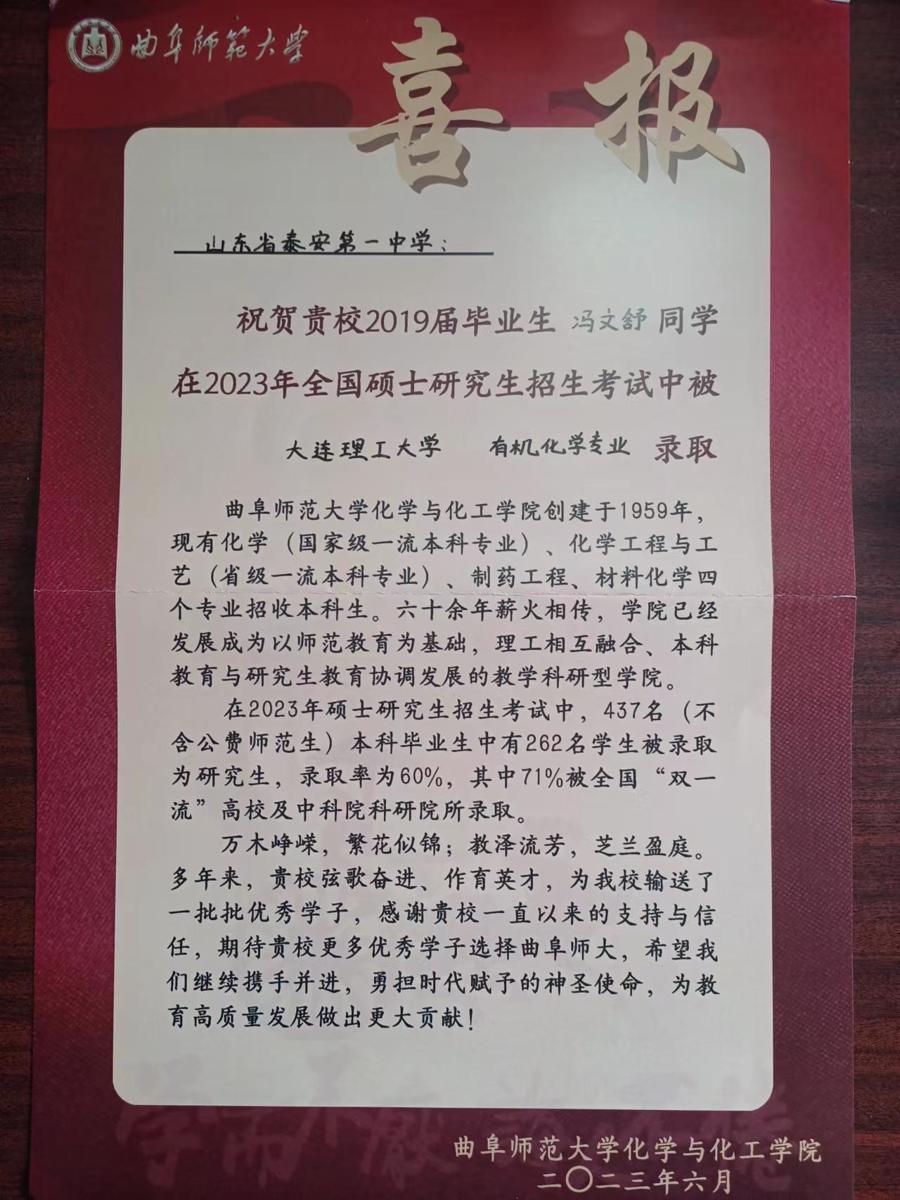 曲阜师范大学
喜报
山东省泰安第一中学：
祝贺贵校2019届毕业生 冯文舒 同学
在2023年全国硕士研究生招生考试中被
大连理工大学 有机化学专业 录取
曲阜师范大学化学与化工学院创建于1959年，
现有化学（国家级一流本科专业）、化学工程与工
艺（省级一流本科专业）、制药工程、材料化学四
个专业招收本科生。六十余年薪火相传，学院已经
发展成为以师范教育为基础，理工相互融合、本科
教育与研究生教育协调发展的教学科研型学院。
在2023年硕士研究生招生考试中，437名（不
含公费师范生）本科毕业生中有262名学生被录取
为研究生，录取率为60%，其中71%被全国“双一
流”高校及中科院科研院所录取。
万木峥嵘，繁花似锦；教泽流芳，芝兰盈庭。
多年来，贵校弦歌奋进、作育英才，为我校输送了
一批批优秀学子，感谢贵校一直以来的支持与信
任，期待贵校更多优秀学子选择曲阜师大，希望我
们继续携手并进，勇担时代赋予的神圣使命，为教
育高质量发展做出更大贡献！
曲阜师范大学化学与化工学院
二〇二三年六月